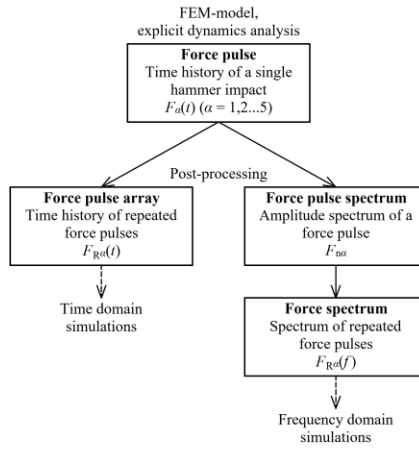 FEM-model,
explicit dynamics analysis
Force pulse
Time history of a single
hammer impact
Fα(t) (α = 1,2...5)
Post-processing
Force pulse array
Time history of repeated
force pulses
FRα(t)
Time domain
simulations
Force pulse spectrum
Amplitude spectrum of a
force pulse
Fnα
Force spectrum
Spectrum of repeated
force pulses
FRα(f)
Frequency domain
simulations